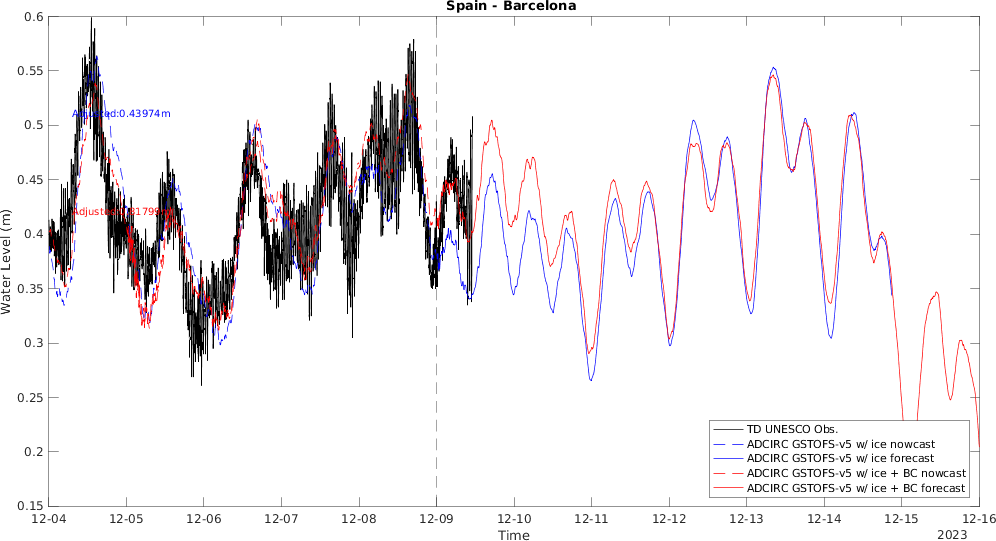 Spain - Barcelona
Water Level (m)
0.6
0.55
0.5
0.45
0.4
0.35
0.3
0.25
0.2
0.15
Adjusted:0.43974m
TD UNESCO Obs.
ADCIRC GSTOFS-v5 w/ ice nowcast
ADCIRC GSTOFS-v5 w/ ice forecast
ADCIRC GSTOFS-v5 w/ ice + BC nowcast
ADCIRC GSTOFS-v5 w/ ice + BC forecast
12-04 12-05 12-06 12-07 12-08 12-09 12-10 12-11 12-12 12-13 12-14 12-15 12-16
Time
2023